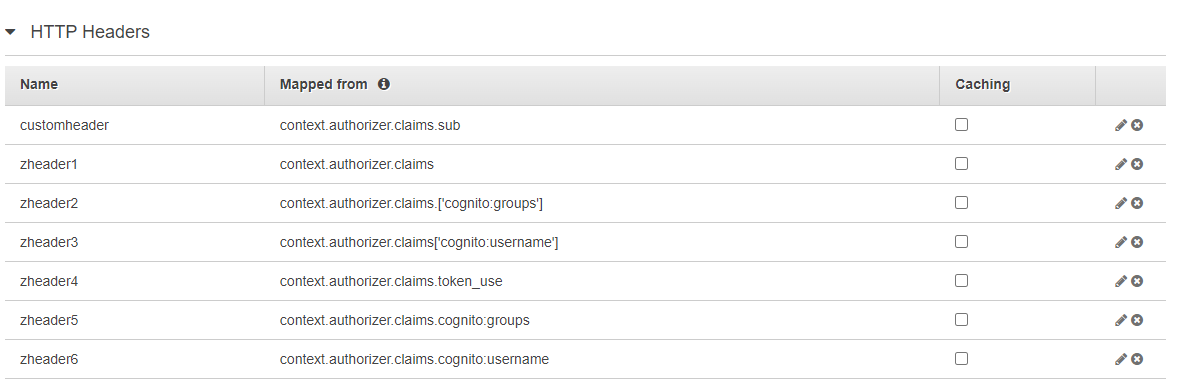 HTTP Headers
Name Mapped from Caching
customheader context.authorizer.claims.sub
zheader1 context.authorizer.claims
zheader2 context.authorizer.claims.['cognito:groups']
zheader3 context.authorizer.claims['cognito:username']
zheader4 context.authorizer.claims.token_use
zheader5 context.authorizer.claims.cognito:groups
zheader6 context.authorizer.claims.cognito:username